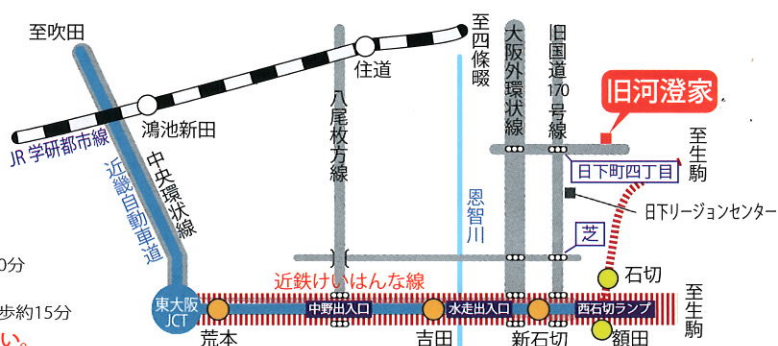 至吹田
鴻池新田
住道
至四條畷
JR 学研都市線
近畿自動車道
中央環状線
八尾枚方線
恩智川
大阪外環状線
旧国道170号線
旧河澄家
日下町四丁目
至生駒
日下リージョンセンター
芝
石切
近鉄けいはんな線
0分
歩約15分
い。
東大阪
JCT
荒本
中野出入口
吉田
水走出入口
新石切
西石切ランプ
額田
至生駒